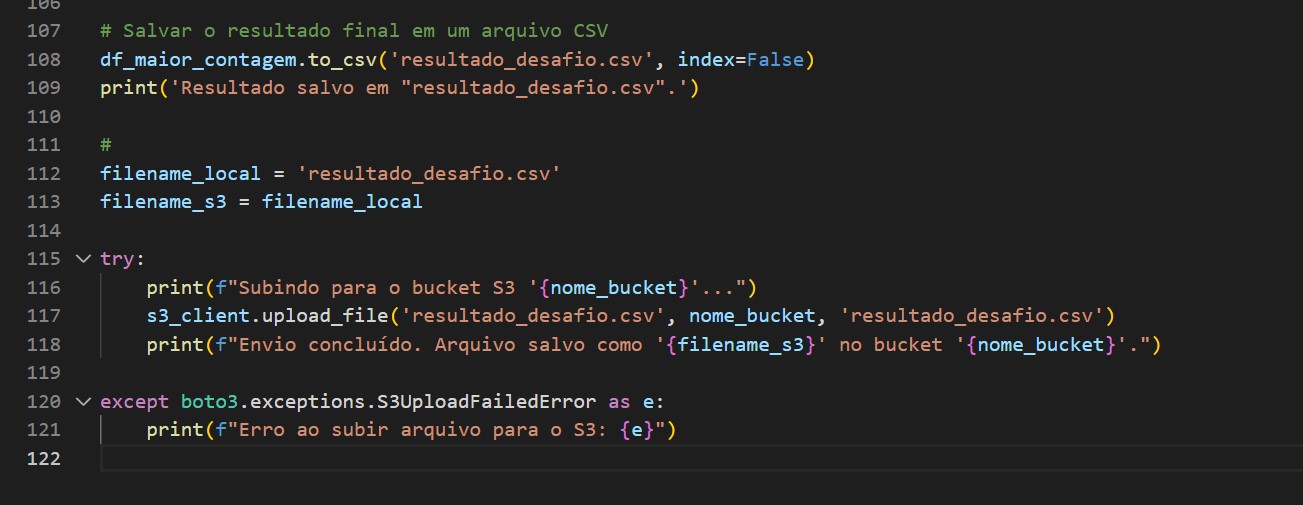 106
107 # Salvar o resultado final em um arquivo CSV
108 df_maior_contagem.to_csv('resultado_desafio.csv', index=False)
109 print('Resultado salvo em "resultado_desafio.csv".')
110
111 #
112 filename_local = 'resultado_desafio.csv'
113 filename_s3 = filename_local
114
115 try:
116     print(f"Subindo para o bucket S3 '{nome_bucket}'...")
117     s3_client.upload_file('resultado_desafio.csv', nome_bucket, 'resultado_desafio.csv')
118     print(f"Envio concluído. Arquivo salvo como '{filename_s3}' no bucket '{nome_bucket}'.")
119
120 except boto3.exceptions.S3UploadFailedError as e:
121     print(f"Erro ao subir arquivo para o S3: {e}")
122